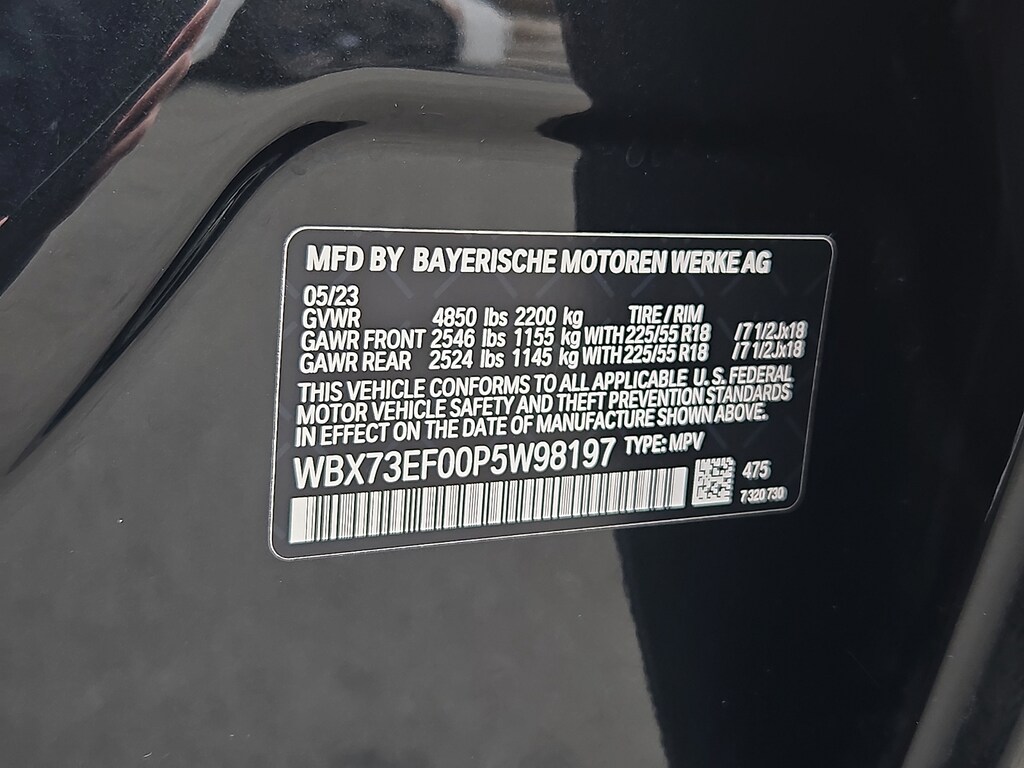 MFD BY BAYERISCHE MOTOREN WERKE AG
05/23
GVWR 4850 lbs 2200 kg TIRE / RIM
GAWR FRONT 2546 lbs 1155 kg WITH 225/55 R18 / 7 1/2Jx18
GAWR REAR 2524 lbs 1145 kg WITH 225/55 R18 / 7 1/2Jx18
THIS VEHICLE CONFORMS TO ALL APPLICABLE U. S. FEDERAL
MOTOR VEHICLE SAFETY AND THEFT PREVENTION STANDARDS
IN EFFECT ON THE DATE OF MANUFACTURE SHOWN ABOVE.
WBX73EF00P5W98197 TYPE: MPV
475
7 320 730